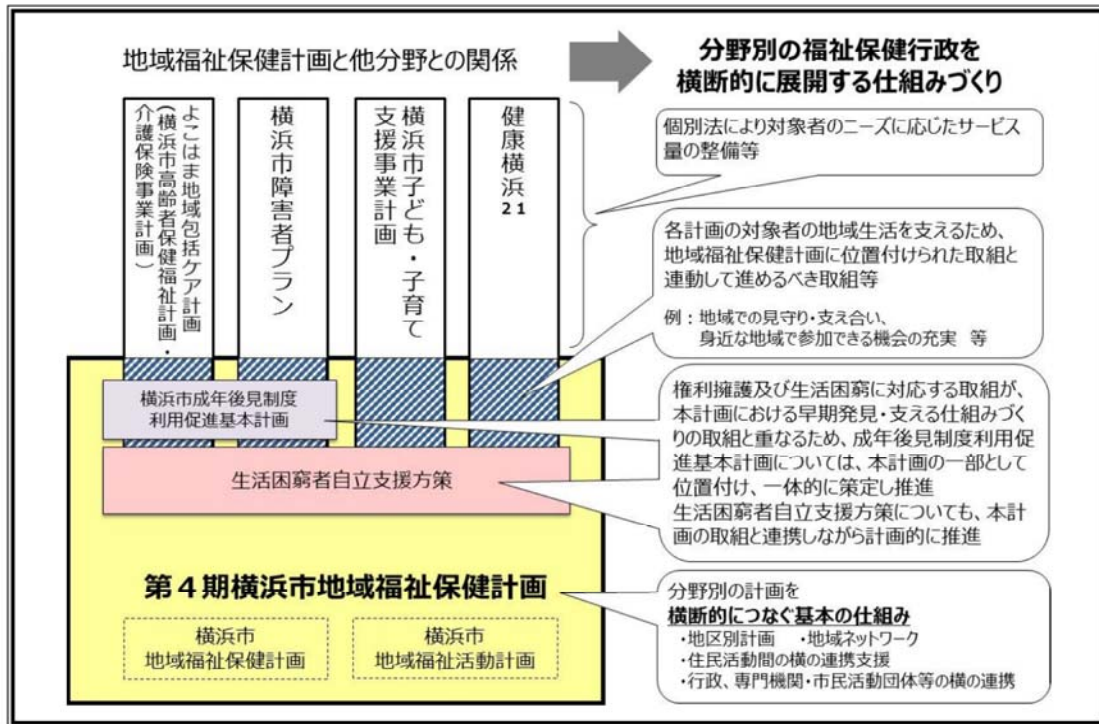 地域福祉保健計画と他分野との関係
分野別の福祉保健行政を
横断的に展開する仕組みづくり
よこはま地域包括ケア計画
（横浜市高齢者保健福祉計画・
介護保険事業計画）
横浜市障害者プラン
横浜市子ども・子育て
支援事業計画
健康横浜21
個別法により対象者のニーズに応じたサービス
量の整備等
各計画の対象者の地域生活を支えるため、
地域福祉保健計画に位置付けられた取組と
連動して進めるべき取組等
例：地域での見守り・支え合い、
身近な地域で参加できる機会の充実　等
横浜市成年後見制度
利用促進基本計画
権利擁護及び生活困窮に対応する取組が、
本計画における早期発見・支える仕組みづく
りの取組と重なるため、成年後見制度利用促
進基本計画については、本計画の一部として
位置付け、一体的に策定し推進
生活困窮者自立支援方策についても、本計
画の取組と連携しながら計画的に推進
生活困窮者自立支援方策
第４期横浜市地域福祉保健計画
横浜市
地域福祉保健計画
横浜市
地域福祉活動計画
分野別の計画を
横断的につなぐ基本の仕組み
・地区別計画　・地域ネットワーク
・住民活動間の横の連携支援
・行政、専門機関・市民活動団体等の横の連携